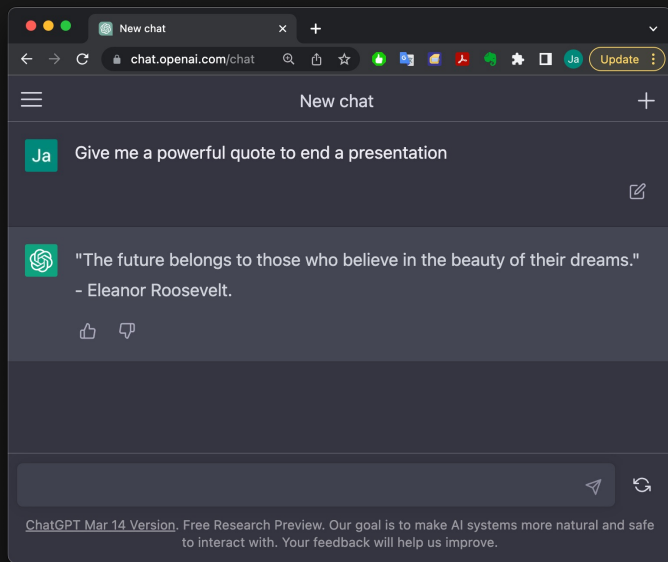 New chat
chat.openai.com/chat
Ja
Update
New chat
Ja
Give me a powerful quote to end a presentation
"The future belongs to those who believe in the beauty of their dreams."
- Eleanor Roosevelt.
ChatGPT Mar 14 Version. Free Research Preview. Our goal is to make AI systems more natural and safe
to interact with. Your feedback will help us improve.